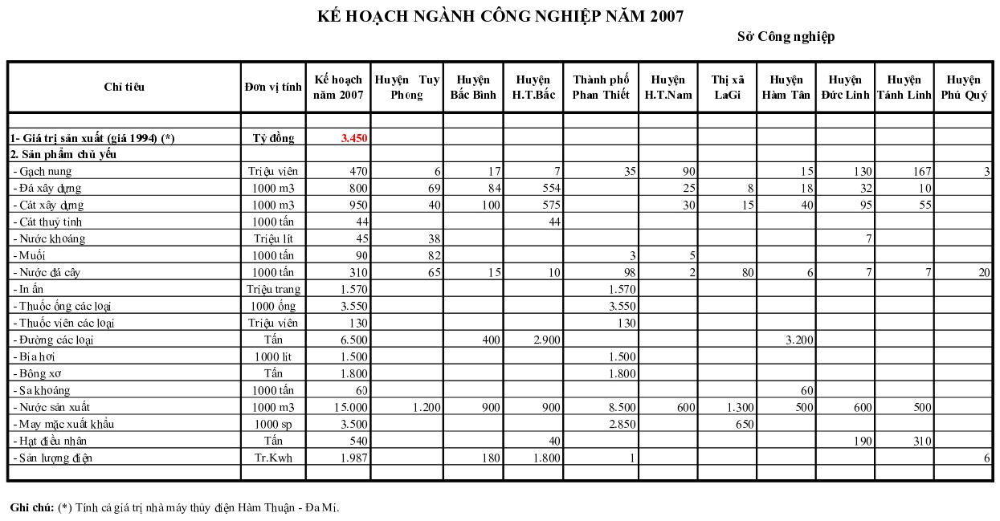 KẾ HOẠCH NGÀNH CÔNG NGHIỆP NĂM 2007
Sở Công nghiệp
Chỉ tiêu Đơn vị tính Kế hoạch năm 2007 Huyện Tuy Phong Huyện Bắc Bình Huyện H.T.Bắc Thành phố Phan Thiết Huyện H.T.Nam Thị xã LaGi Huyện Hàm Tân Huyện Đức Linh Huyện Tánh Linh Huyện Phú Quý
1- Giá trị sản xuất (giá 1994) (*) Tỷ đồng 3.450
2. Sản phẩm chủ yếu
- Gạch nung Triệu viên 470 6 17 7 35 90 15 130 167 3
- Đá xây dựng 1000 m3 800 69 84 554 25 8 18 32 10
- Cát xây dựng 1000 m3 950 40 100 575 30 15 40 95 55
- Cát thuỷ tinh 1000 tấn 44 44
- Nước khoáng Triệu lít 45 38 7
- Muối 1000 tấn 90 82 3 5
- Nước đá cây 1000 tấn 310 65 15 10 98 2 80 6 7 7 20
- In ấn Triệu trang 1.570 1.570
- Thuốc ống các loại 1000 ống 3.550 3.550
- Thuốc viên các loại Triệu viên 130 130
- Đường các loại Tấn 6.500 400 2.900 3.200
- Bia hơi 1000 lit 1.500 1.500
- Bông xơ Tấn 1.800 1.800
- Sa khoáng 1000 tấn 60 60
- Nước sản xuất 1000 m3 15.000 1.200 900 900 8.500 600 1.300 500 600 500
- May mặc xuất khẩu 1000 sp 3.500 2.850 650
- Hạt điều nhân Tấn 540 40 190 310
- Sản lượng điện Tr.Kwh 1.987 180 1.800 1 6
Ghi chú: (*) Tính cả giá trị nhà máy thủy điện Hàm Thuận - Đa Mi.